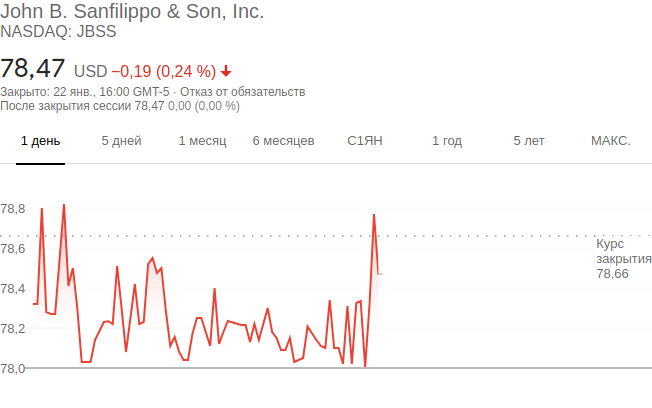 John B. Sanfilippo & Son, Inc.
NASDAQ: JBSS
78,47 USD −0,19 (0,24 %)
Закрыто: 22 янв., 16:00 GMT-5 · Отказ от обязательств
После закрытия сессии 78,47 0,00 (0,00 %)
1 день 5 дней 1 месяц 6 месяцев С1ЯН 1 год 5 лет МАКС.
78,8
78,6
78,4
78,2
78,0
Курс
закрытия
78,66